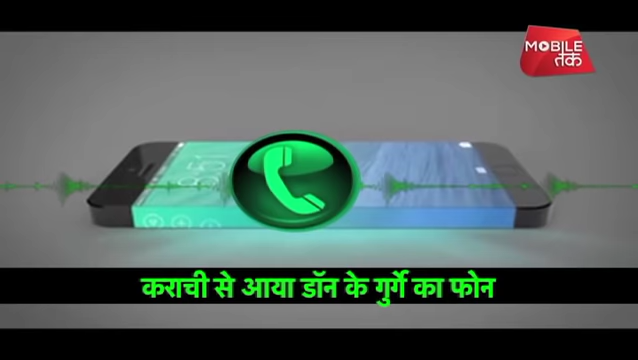 MOBILE
तक
कराची से आया डॉन के गुर्गे का फोन